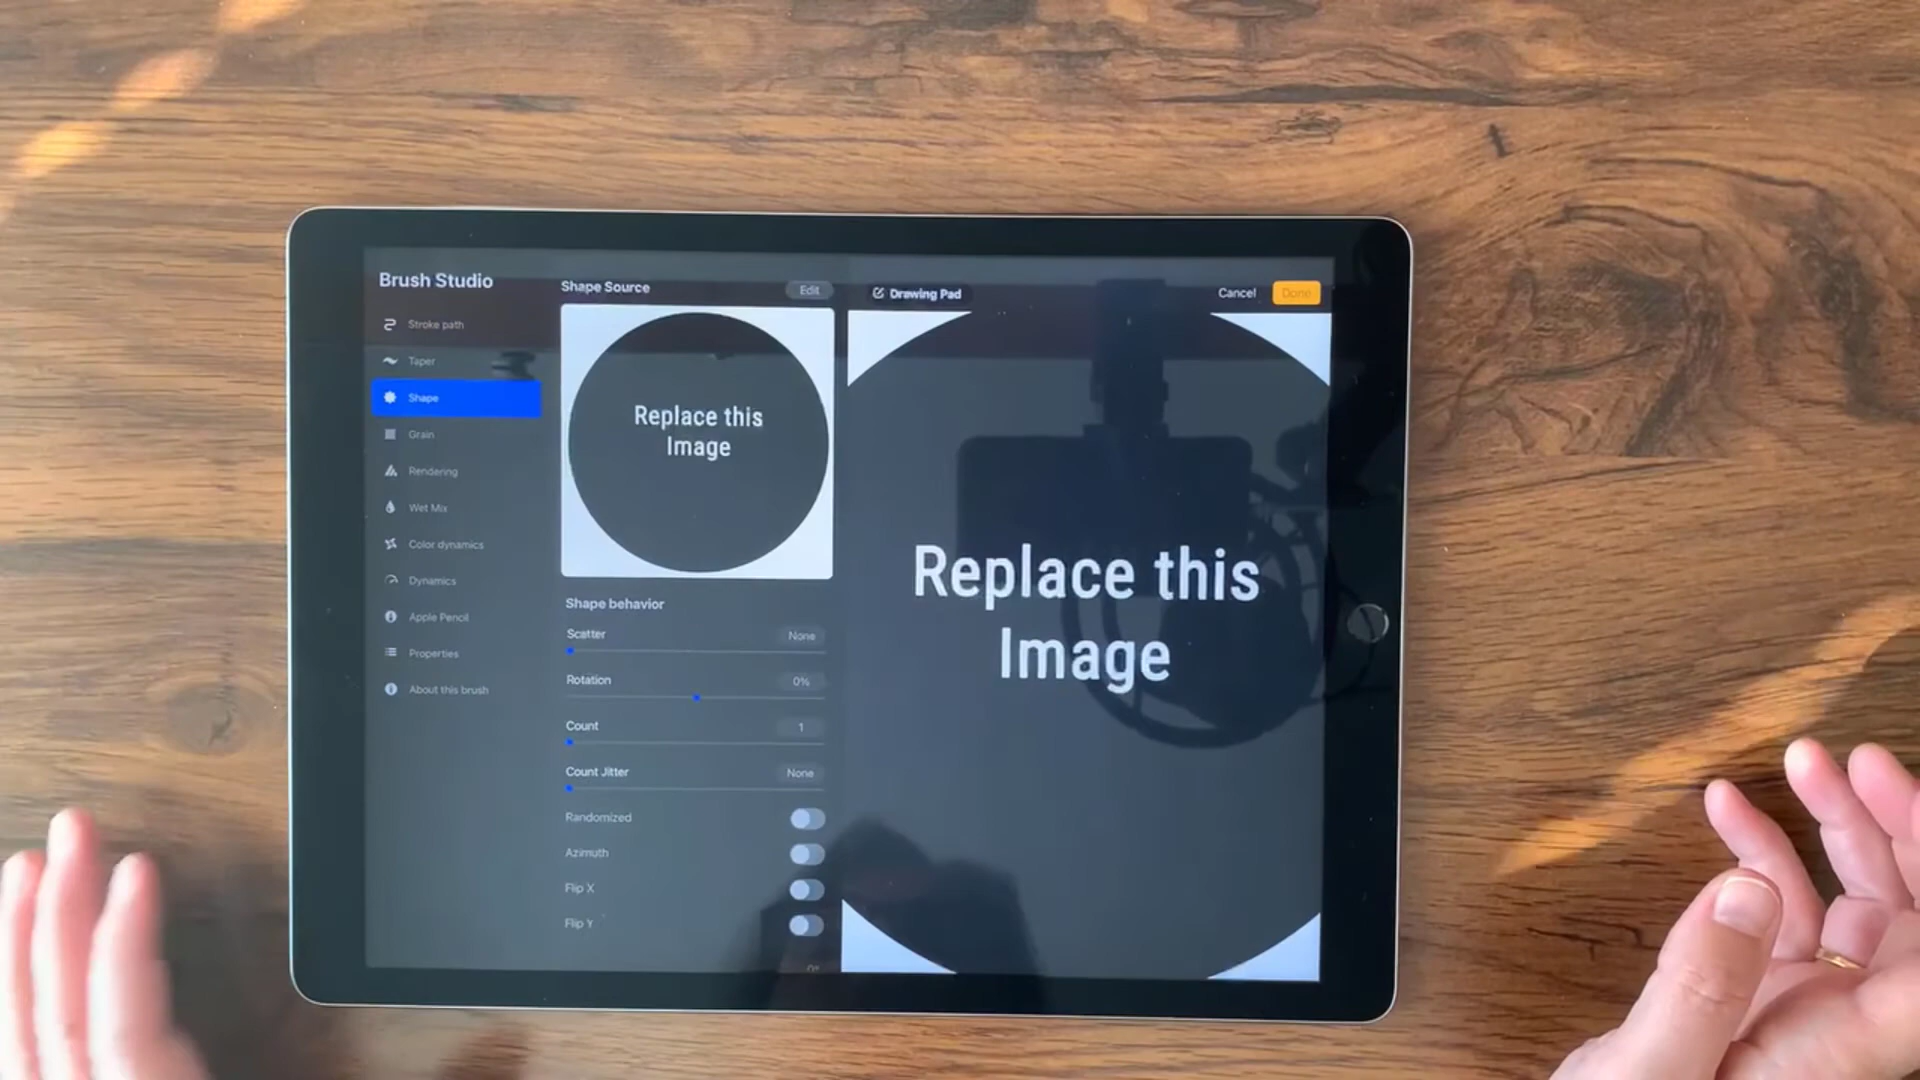 Brush Studio
Stroke path
Taper
Shape
Grain
Rendering
Wet Mix
Color dynamics
Dynamics
Apple Pencil
Properties
About this brush
Shape Source
Edit
Replace this
Image
Shape behavior
Scatter
None
Rotation
0%
Count
1
Count Jitter
None
Randomized
Azimuth
Flip X
Flip Y
Drawing Pad
Cancel
Done
Replace this
Image